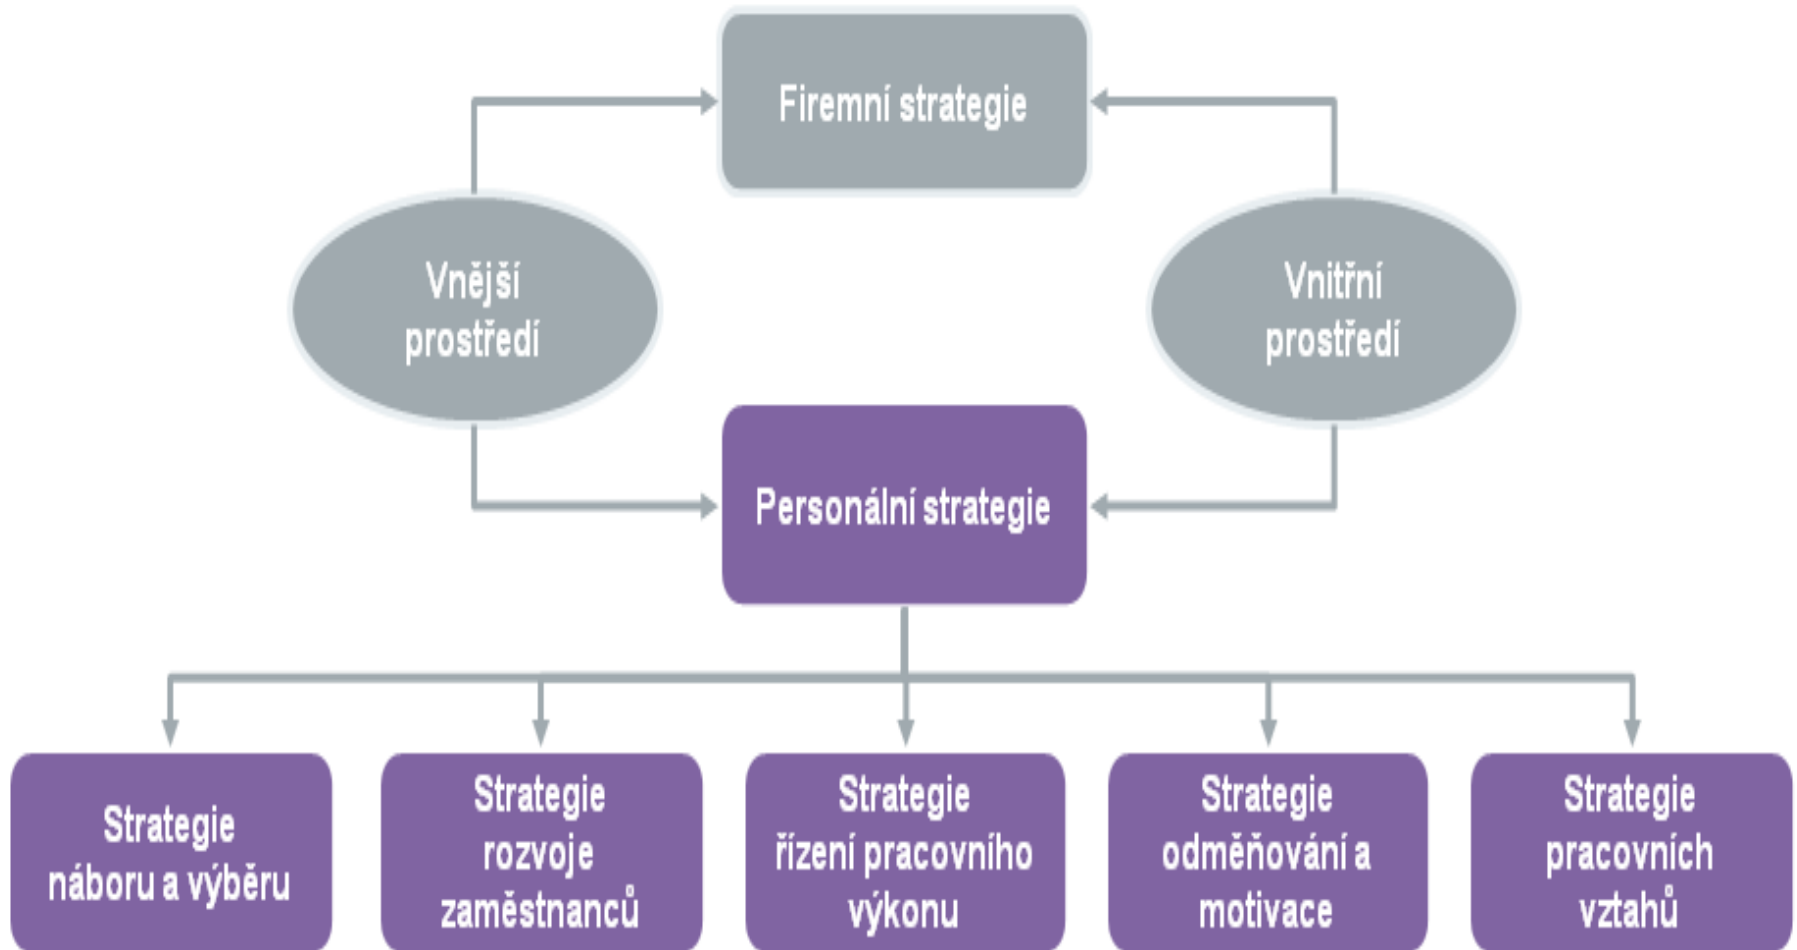 Firemní strategie
Vnější
prostředí
Vnitřní
prostředí
Personální strategie
Strategie
náboru a výběru
Strategie
rozvoje
zaměstnanců
Strategie
řízení pracovního
výkonu
Strategie
odměňování a
motivace
Strategie
pracovních
vztahů